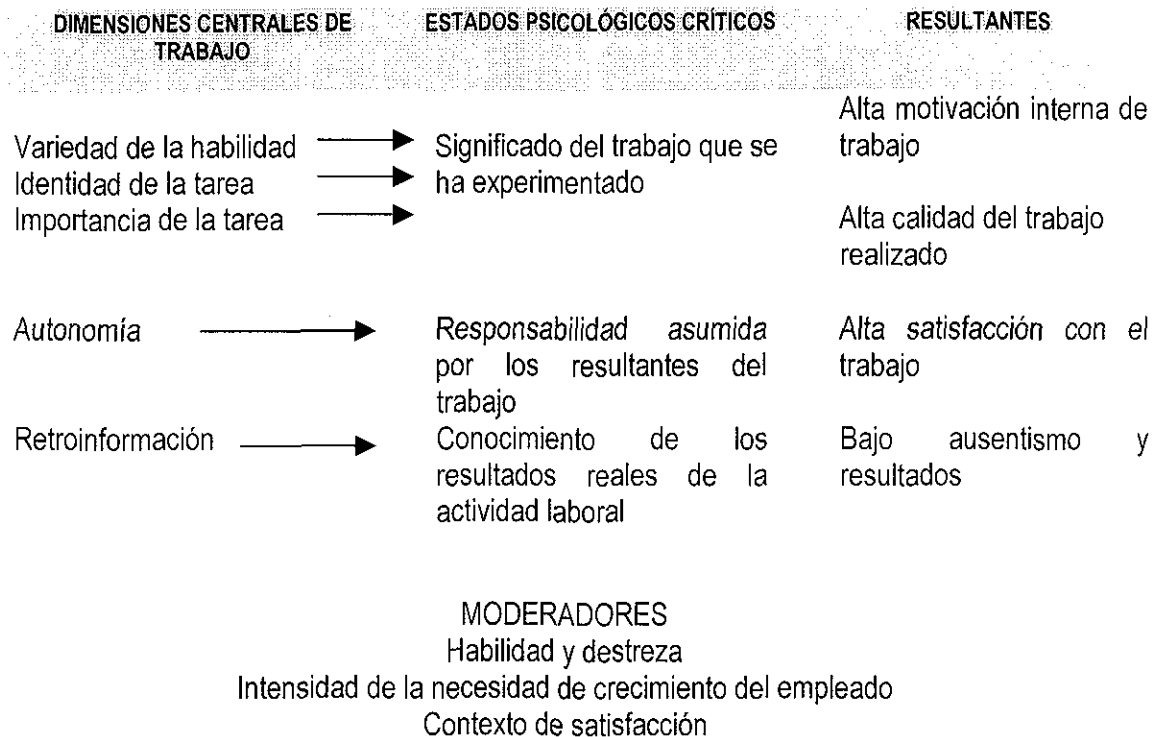 DIMENSIONES CENTRALES DE
TRABAJO
ESTADOS PSICOLÓGICOS CRÍTICOS
RESULTANTES
Variedad de la habilidad
Identidad de la tarea
Importancia de la tarea
Significado del trabajo que se
ha experimentado
Alta motivación interna de
trabajo
Alta calidad del trabajo
realizado
Autonomía
Responsabilidad asumida
por los resultantes del
trabajo
Alta satisfacción con el
trabajo
Retroinformación
Conocimiento de los
resultados reales de la
actividad laboral
Bajo ausentismo y
resultados
MODERADORES
Habilidad y destreza
Intensidad de la necesidad de crecimiento del empleado
Contexto de satisfacción